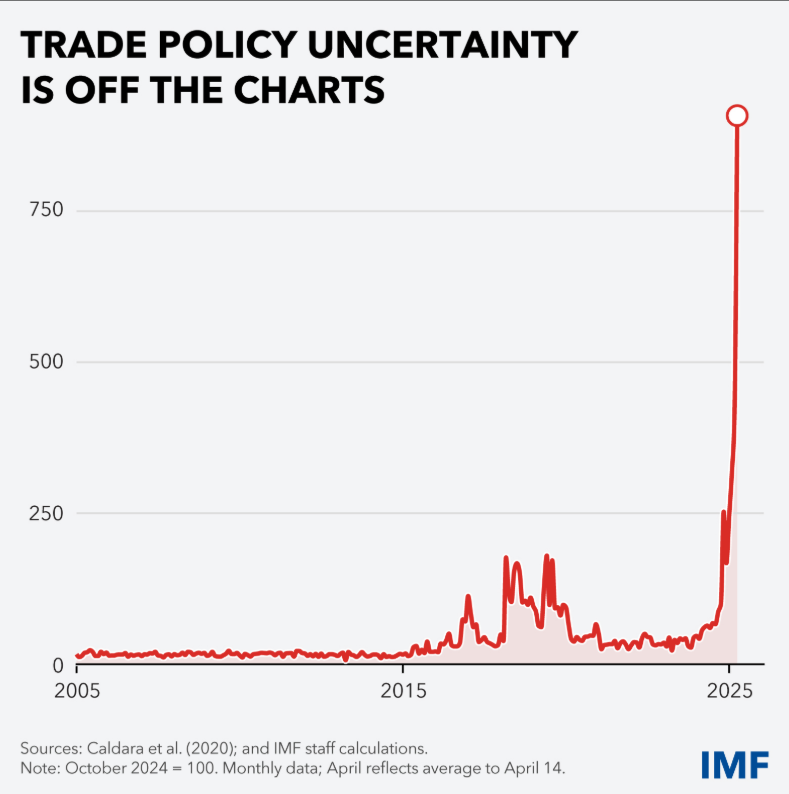 TRADE POLICY UNCERTAINTY
IS OFF THE CHARTS
750
500
250
0
2005
2015
2025
Sources: Caldara et al. (2020); and IMF staff calculations.
Note: October 2024 = 100. Monthly data; April reflects average to April 14.
IMF